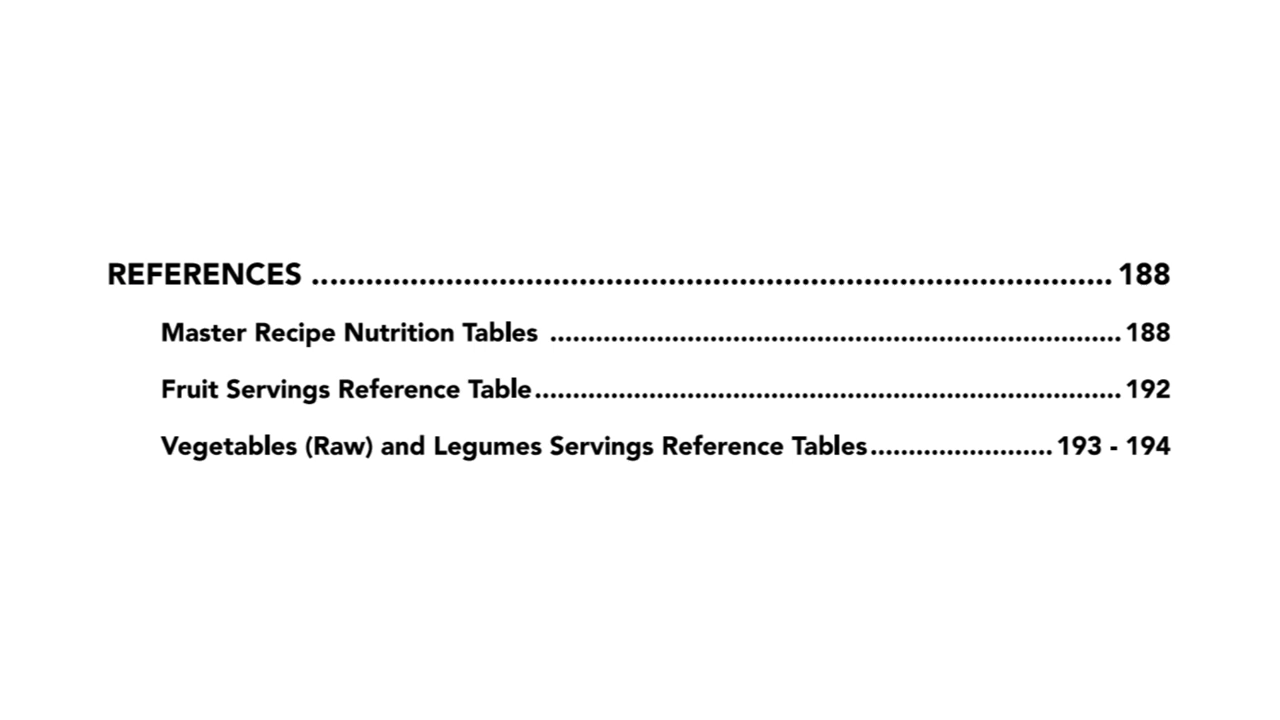 REFERENCES ........................................................................................ 188
Master Recipe Nutrition Tables ............................................................................ 188
Fruit Servings Reference Table.............................................................................. 192
Vegetables (Raw) and Legumes Servings Reference Tables........................ 193 - 194